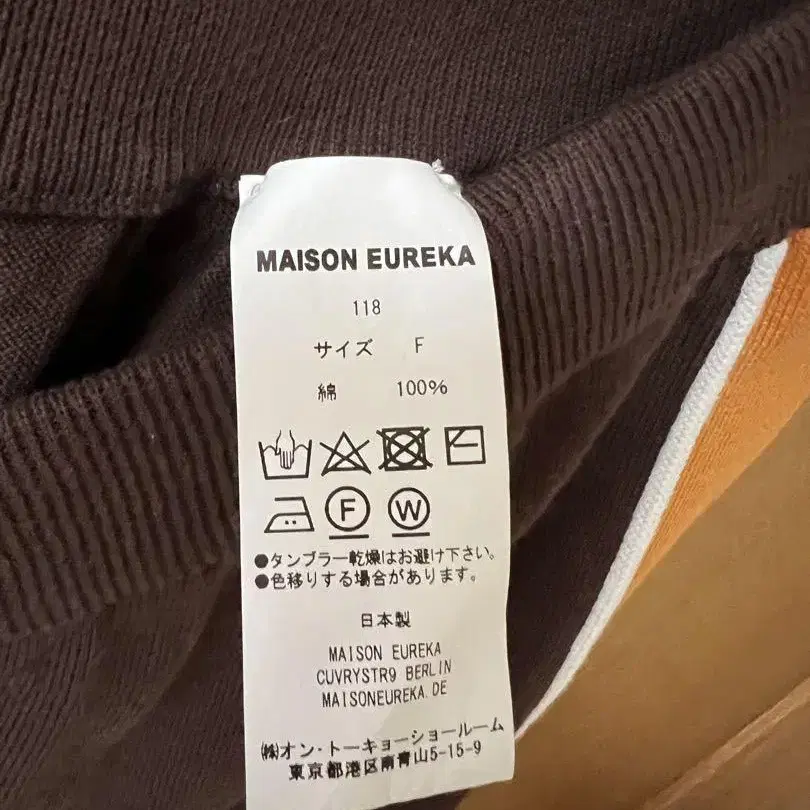 MAISON EUREKA
118
サイズ F
綿 100%
F W
●タンブラー乾燥はお避け下さい。
●色移りする場合があります。
日本製
MAISON EUREKA
CUVRYSTR9 BERLIN
MAISONEUREKA.DE
㈱オン・トーキョーショールーム
東京都港区南青山5-15-9